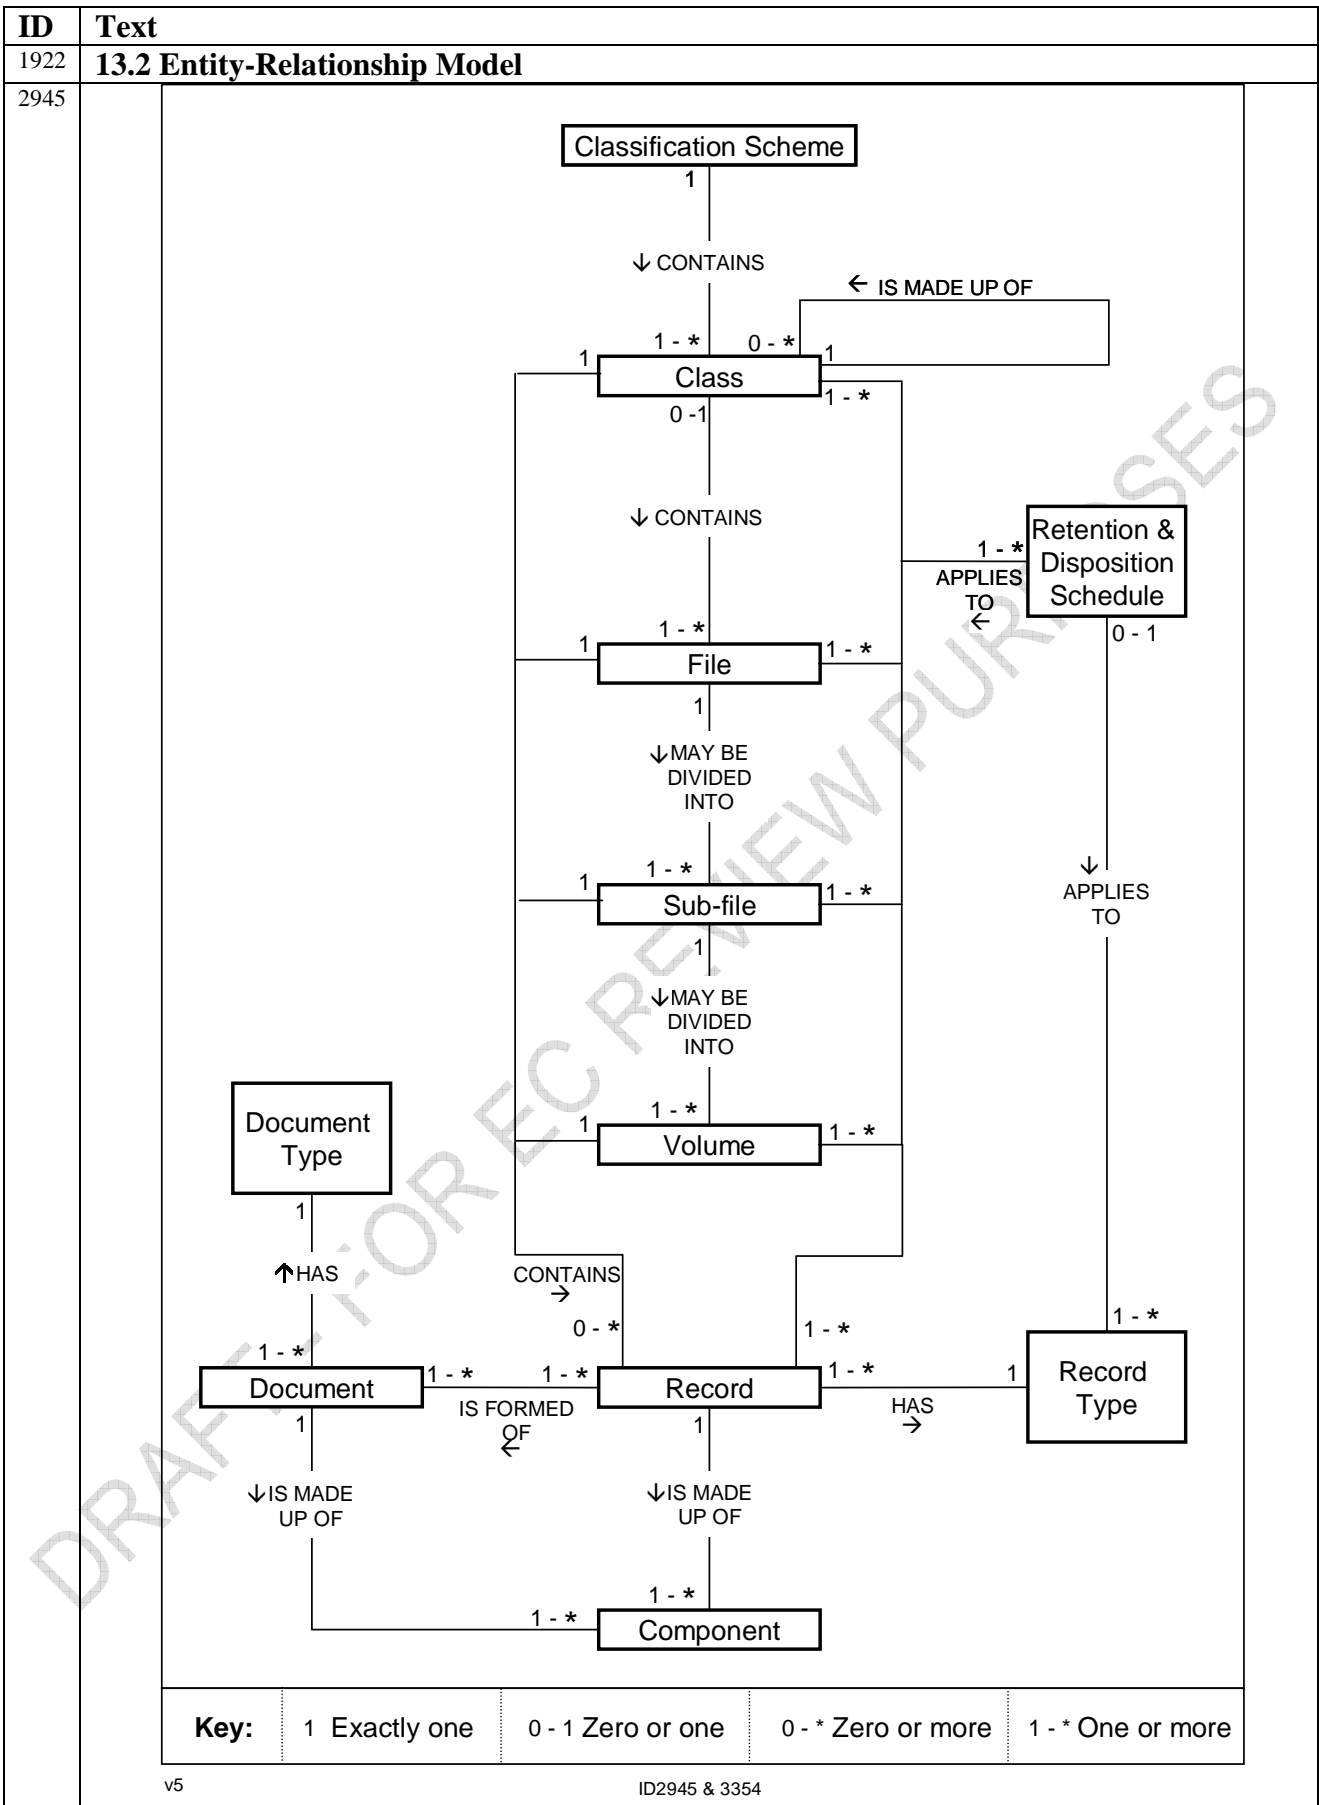 ID Text
1922 13.2 Entity-Relationship Model
2945
Classification Scheme
1
↓ CONTAINS
← IS MADE UP OF
1 - * 0 - *
1 1
Class
1 - *
0 -1
↓ CONTAINS
Retention &
Disposition
Schedule
1 - *
APPLIES
TO
←
0 - 1
1 - *
1 1 - *
File
1
↓MAY BE
DIVIDED
INTO
↓
APPLIES
TO
1 - *
1 1 - *
Sub-file
1
↓MAY BE
DIVIDED
INTO
1 - *
1 1 - *
Volume
Document
Type
1
↑HAS
CONTAINS
→
0 - * 1 - * 1 - *
1 - *
Document 1 - * 1 - * Record 1 - * 1 Record
Type
IS FORMED
OF
←
HAS
→
1 1
↓IS MADE
UP OF
↓IS MADE
UP OF
1 - *
1 - *
Component
Key: 1 Exactly one 0 - 1 Zero or one 0 - * Zero or more 1 - * One or more
v5 ID2945 & 3354
DRAFT - FOR EC REVIEW PURPOSES